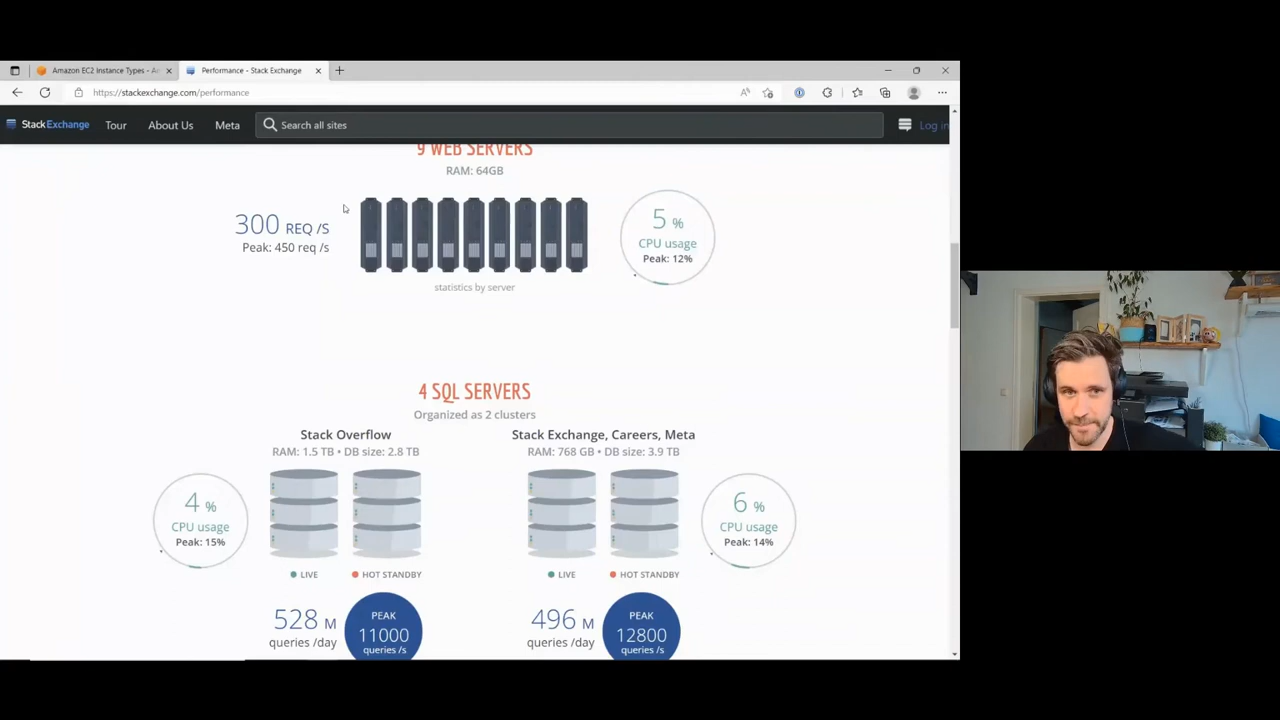 Amazon EC2 Instance Types - A
Performance - Stack Exchange
https://stackexchange.com/performance
StackExchange
Tour
About Us
Meta
Search all sites
Log in
9 WEB SERVERS
RAM: 64GB
300 REQ /S
Peak: 450 req /s
5 %
CPU usage
Peak: 12%
statistics by server
4 SQL SERVERS
Organized as 2 clusters
Stack Overflow
RAM: 1.5 TB • DB size: 2.8 TB
4 %
CPU usage
Peak: 15%
LIVE
HOT STANDBY
528 M
queries /day
PEAK
11000
queries /s
Stack Exchange, Careers, Meta
RAM: 768 GB • DB size: 3.9 TB
6 %
CPU usage
Peak: 14%
LIVE
HOT STANDBY
496 M
queries /day
PEAK
12800
queries /s